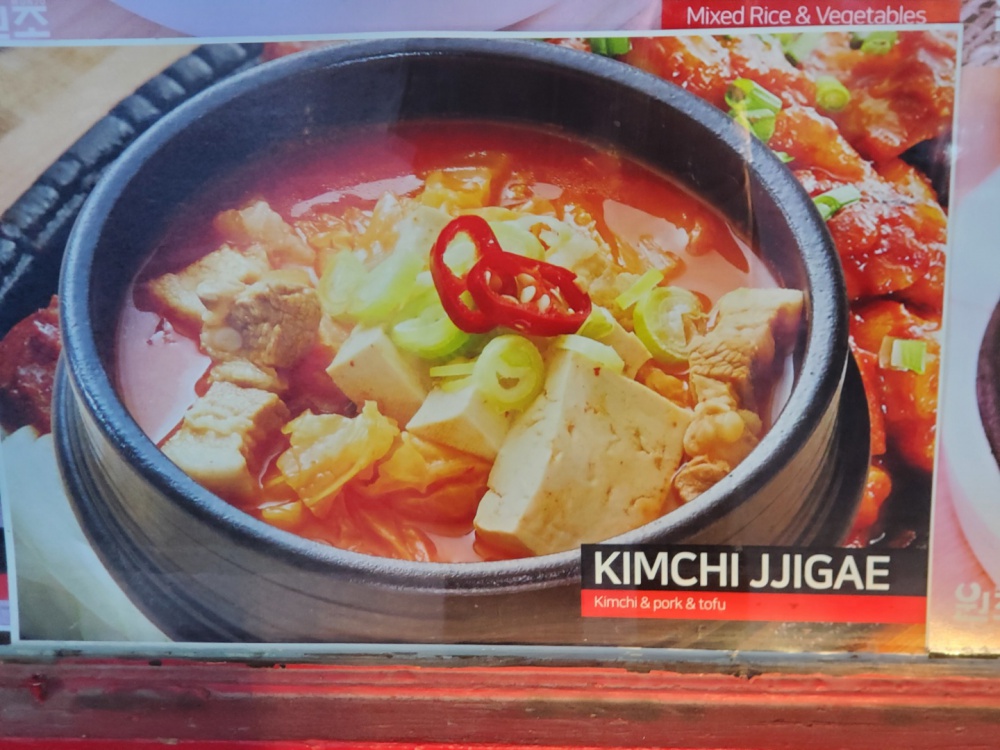 Mixed Rice & Vegetables
KIMCHI JJIGAE
Kimchi & pork & tofu